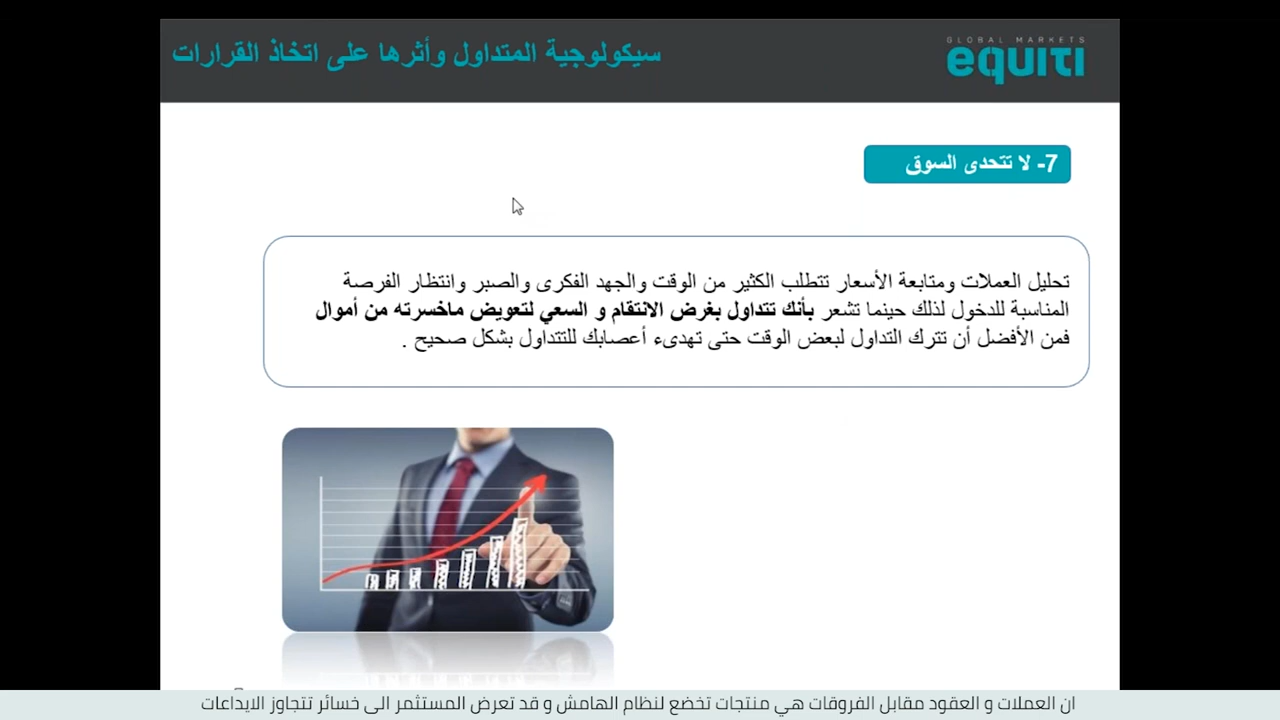 سيكولوجية المتداول وأثرها على اتخاذ القرارات
GLOBAL MARKETS
equiti
7- لا تتحدى السوق
تحليل العملات ومتابعة الأسعار تتطلب الكثير من الوقت والجهد الفكرى والصبر وانتظار الفرصة
المناسبة للدخول لذلك حينما تشعر بأنك تتداول بغرض الانتقام و السعي لتعويض ماخسرته من أموال
فمن الأفضل أن تترك التداول لبعض الوقت حتى تهدىء أعصابك للتتداول بشكل صحيح .
ان العملات و العقود مقابل الفروقات هي منتجات تخضع لنظام الهامش و قد تعرض المستثمر الى خسائر تتجاوز الايداعات